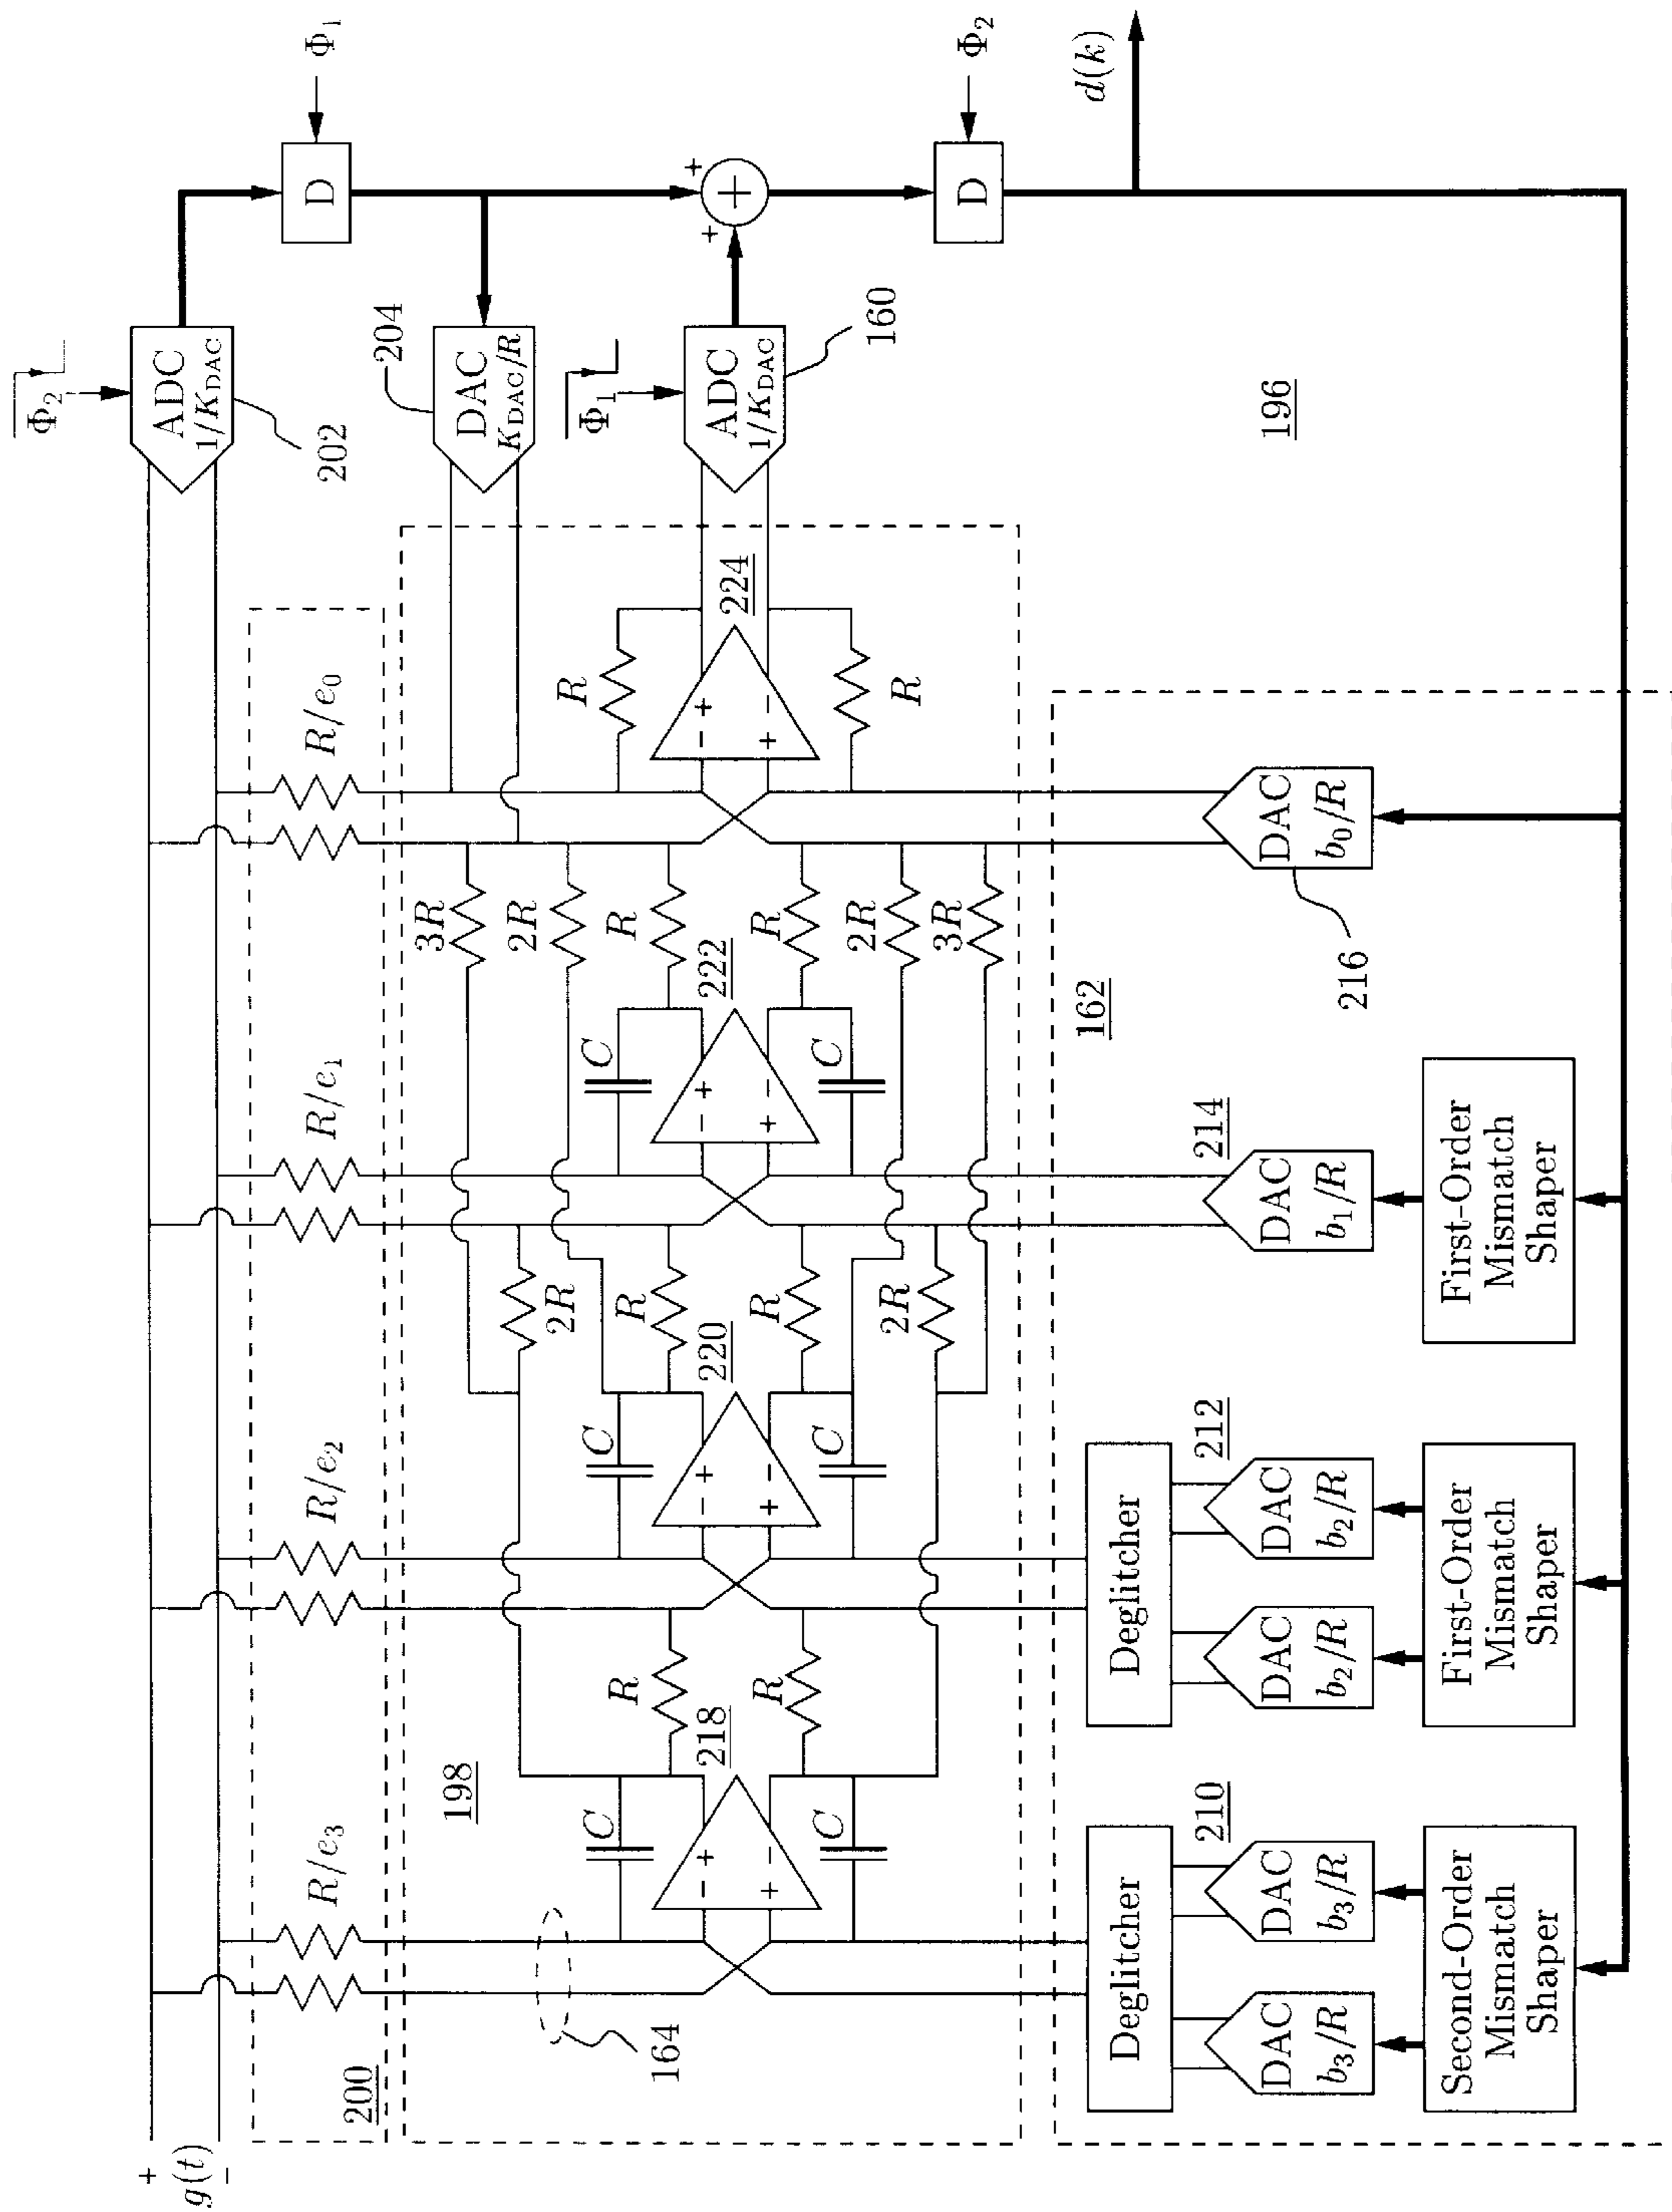 +
g(t)
−
200
R/e₃
R/e₂
R/e₁
R/e₀
Φ₂
ADC
1/K_DAC
202
D
Φ₁
198
164
C
218
C
R
R
2R
2R
C
220
C
R
R
3R
2R
2R
3R
C
222
C
R
R
R
224
R
- +
+ −
- +
+ −
- +
+ −
- +
+ −
204
DAC
K_DAC/R
Φ₁
ADC
1/K_DAC
160
+
+
+
D
Φ₂
d(k)
196
162
Deglitcher
210
DAC
b₃/R
DAC
b₃/R
Second-Order
Mismatch
Shaper
Deglitcher
212
DAC
b₂/R
DAC
b₂/R
First-Order
Mismatch
Shaper
214
DAC
b₁/R
First-Order
Mismatch
Shaper
DAC
b₀/R
216